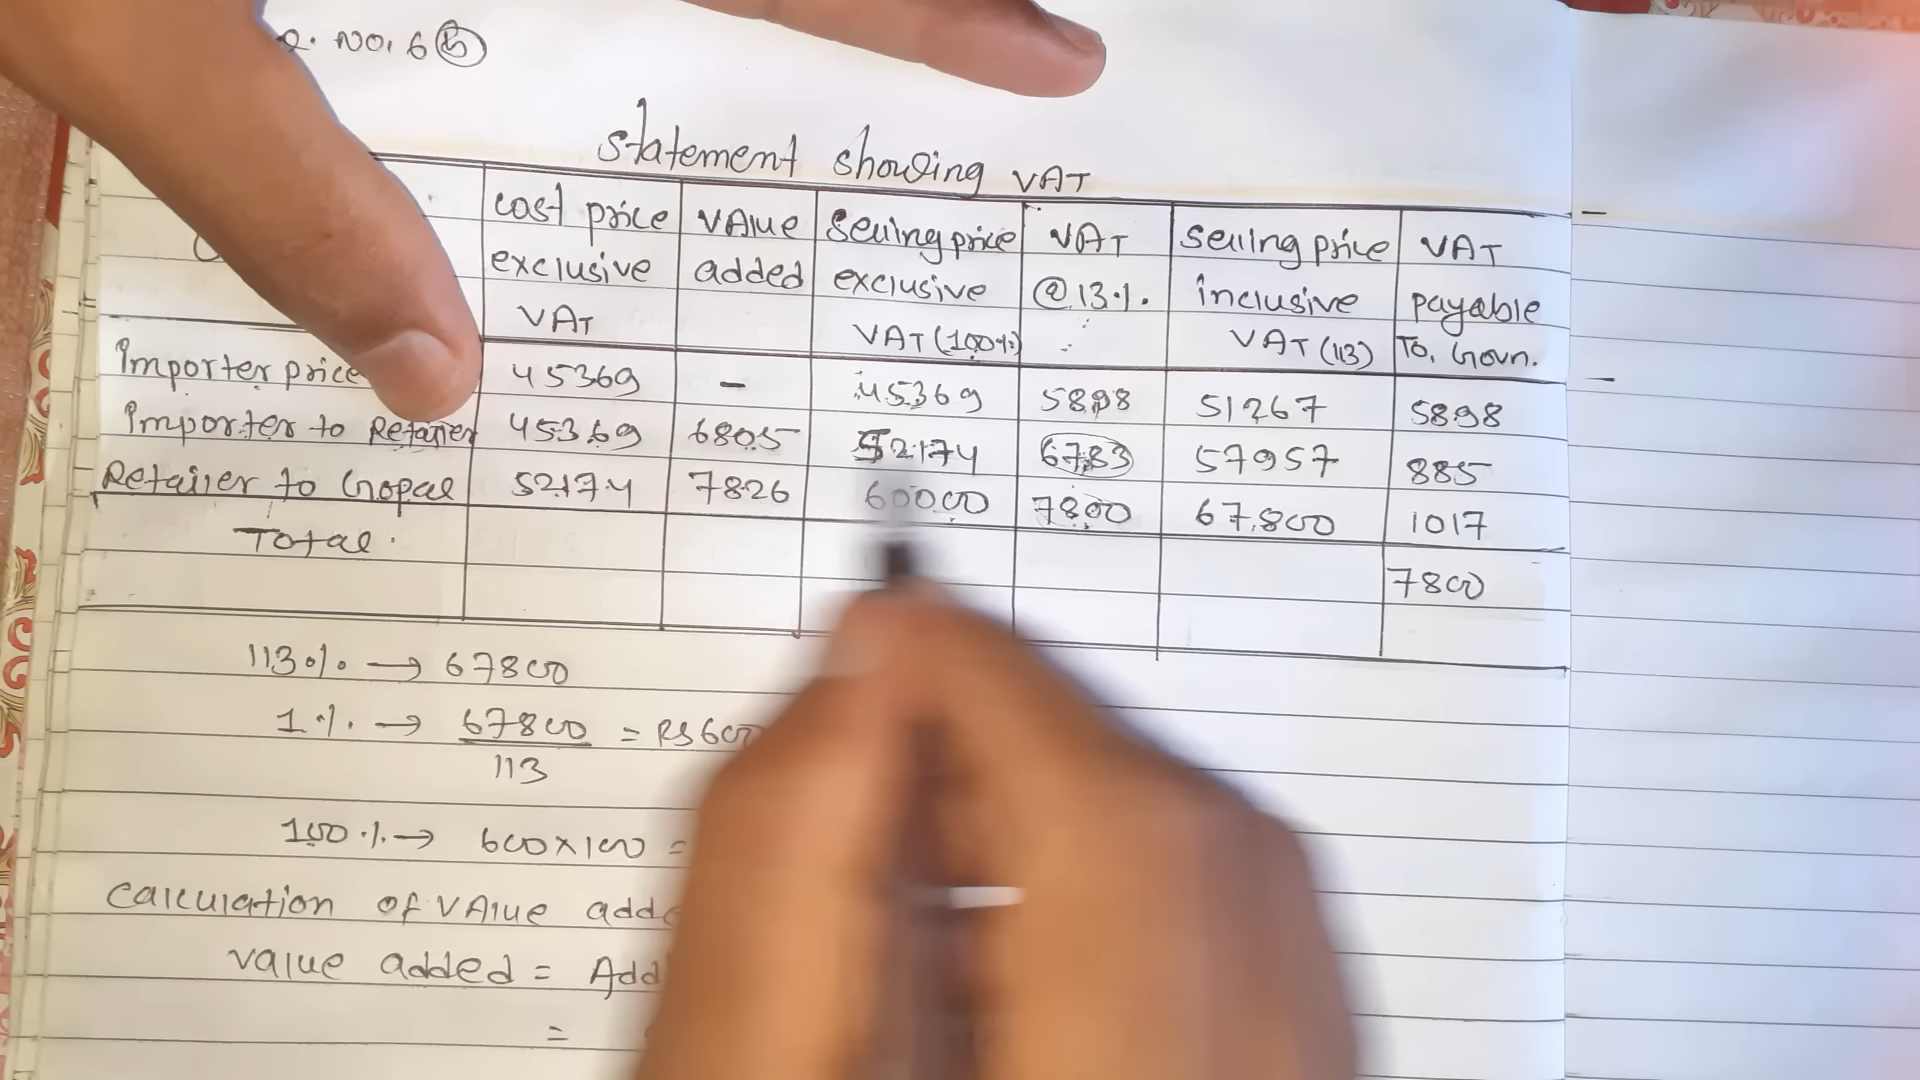 Q. NO. 6 (b)
Statement showing VAT
cost price exclusive VAT | value added | Selling price exclusive VAT (100%) | VAT @ 13%. | Selling price inclusive VAT (113) | VAT payable To, Govn.
Importer price | 45369 | - | 45369 | 5898 | 51267 | 5898
Importer to Retailer | 45369 | 6805 | 52174 | 6783 | 57957 | 885
Retailer to Gopal | 52174 | 7826 | 60000 | 7800 | 67,800 | 1017
Total. | 7800
113% → 67800
1% → 67800/113 = RS 600
100% → 600×100 =
Calculation of value
value added = Add
=